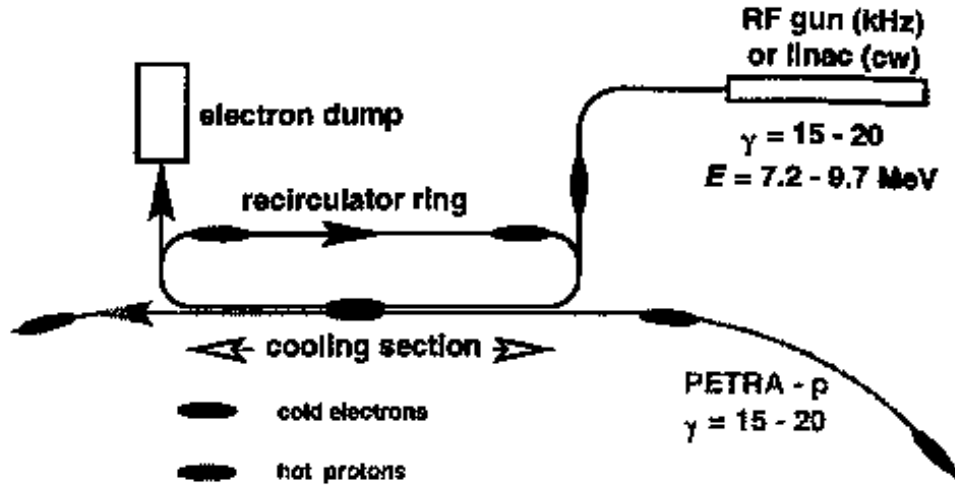 RF gun (kHz)
or linac (cw)
electron dump
γ = 15 - 20
E = 7.2 - 9.7 MeV
recirculator ring
cooling section
PETRA - p
γ = 15 - 20
cold electrons
hot protons